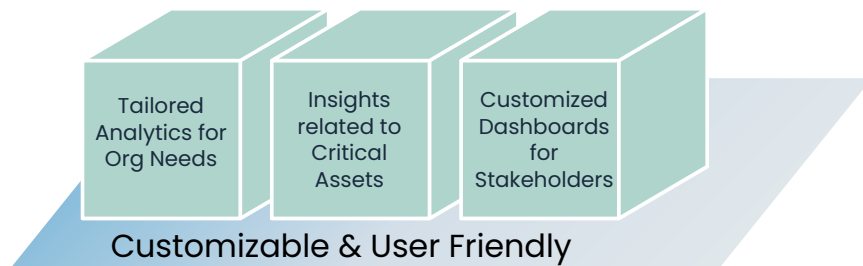 Tailored
Analytics for
Org Needs
Insights
related to
Critical
Assets
Customized
Dashboards
for
Stakeholders
Customizable & User Friendly